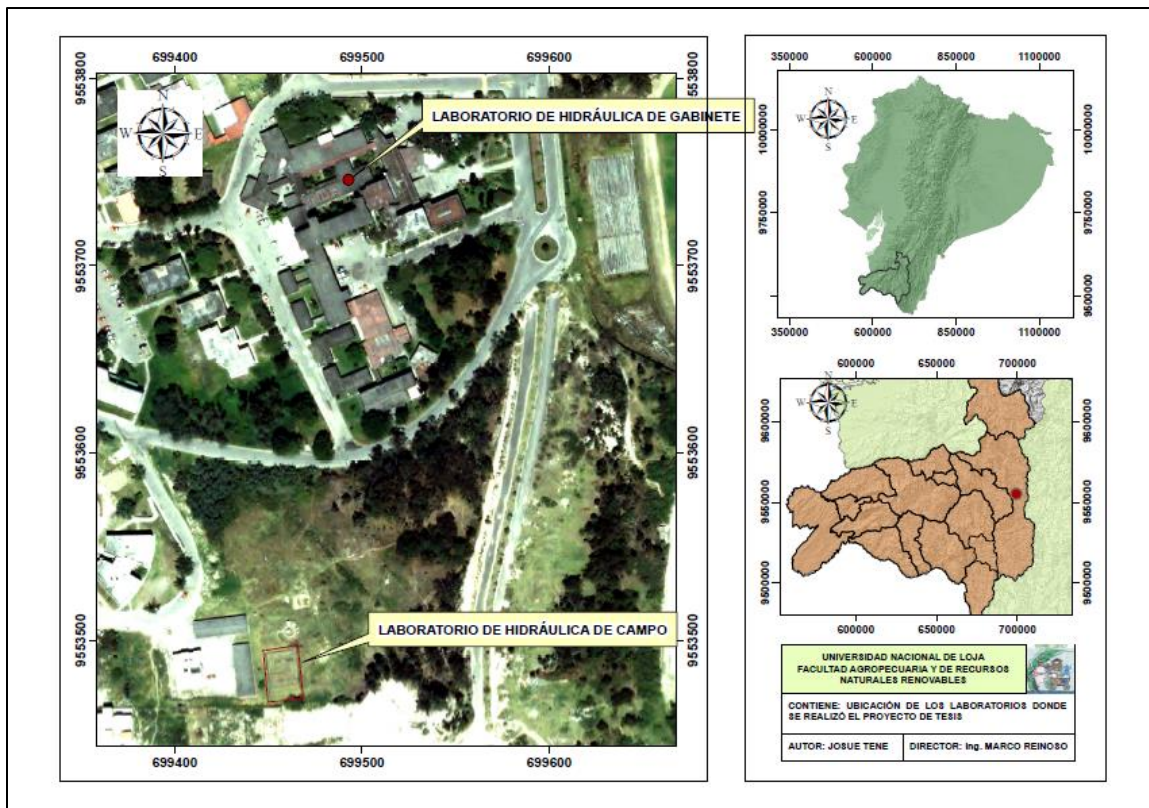 699400 699500 699600
9553800 9553800
N
W E
S
LABORATORIO DE HIDRÁULICA DE GABINETE
9553700 9553700
9553600 9553600
9553500 9553500
LABORATORIO DE HIDRÁULICA DE CAMPO
699400 699500 699600
350000 600000 850000 1100000
N
W E
S
10000000 10000000
9750000 9750000
9500000 9500000
350000 600000 850000 1100000
600000 650000 700000
N
W E
S
9600000 9600000
9550000 9550000
9500000 9500000
600000 650000 700000
UNIVERSIDAD NACIONAL DE LOJA
FACULTAD AGROPECUARIA Y DE RECURSOS
NATURALES RENOVABLES
CONTIENE: UBICACIÓN DE LOS LABORATORIOS DONDE
SE REALIZÓ EL PROYECTO DE TESIS
AUTOR: JOSUE TENE
DIRECTOR: Ing. MARCO REINOSO